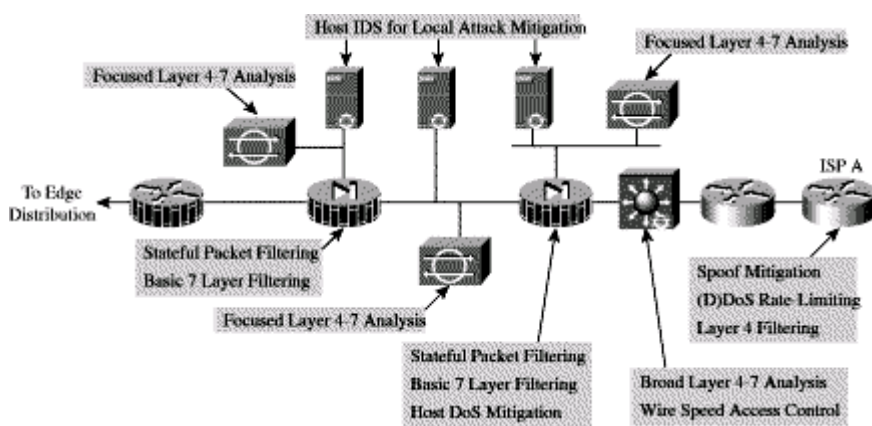 Host IDS for Local Attack Mitigation
Focused Layer 4-7 Analysis
Focused Layer 4-7 Analysis
ISP A
To Edge
Distribution
Stateful Packet Filtering
Basic 7 Layer Filtering
Focused Layer 4-7 Analysis
Spoof Mitigation
(D)DoS Rate-Limiting
Layer 4 Filtering
Stateful Packet Filtering
Basic 7 Layer Filtering
Host DoS Mitigation
Broad Layer 4-7 Analysis
Wire Speed Access Control